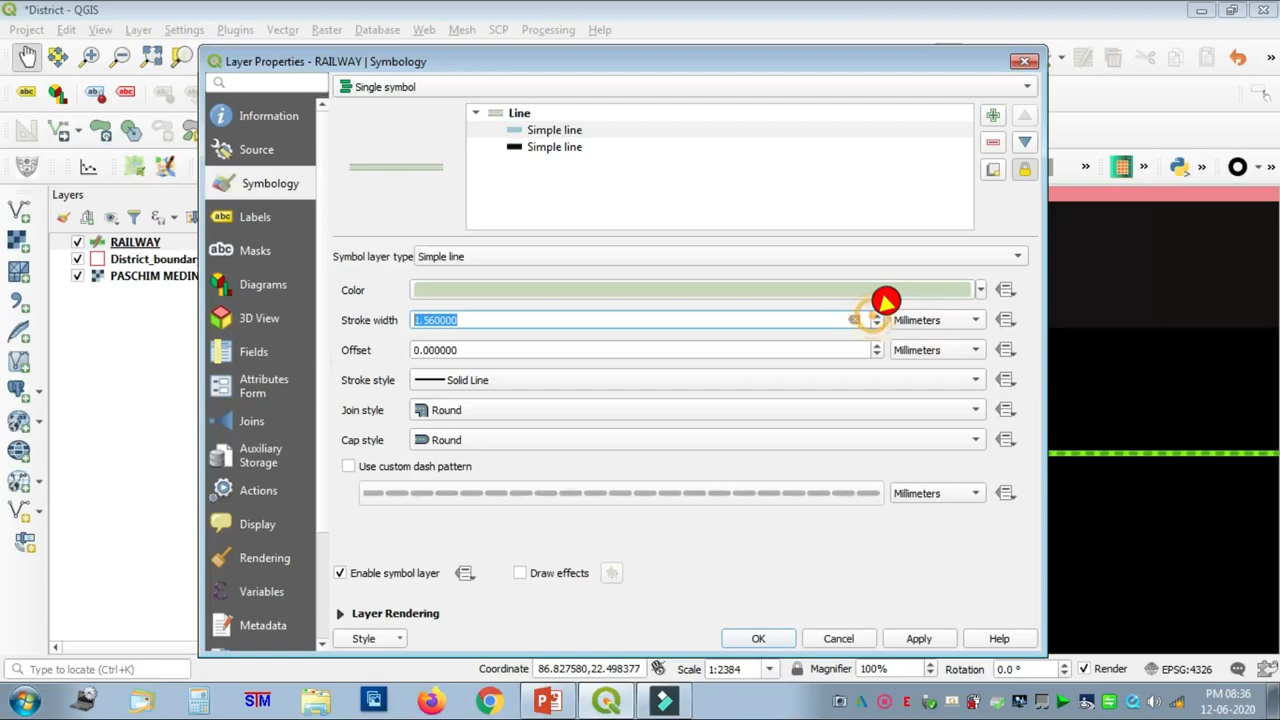 *District - QGIS
Project Edit View Layer Settings Plugins Vector Raster Database Web Mesh SCP Processing Help
Layer Properties - RAILWAY | Symbology
Single symbol
Information
Source
Symbology
Labels
Masks
Diagrams
3D View
Fields
Attributes
Form
Joins
Auxiliary
Storage
Actions
Display
Rendering
Variables
Metadata
Line
Simple line
Simple line
Layers
RAILWAY
District_boundar
PASCHIM MEDIN
Symbol layer type Simple line
Color
Stroke width 1.560000 Millimeters
Offset 0.000000 Millimeters
Stroke style Solid Line
Join style Round
Cap style Round
Use custom dash pattern
Millimeters
Enable symbol layer Draw effects
Layer Rendering
Style OK Cancel Apply Help
Type to locate (Ctrl+K) Coordinate 86.827580,22.498377 Scale 1:2384 Magnifier 100% Rotation 0.0 ° Render EPSG:4326
STM
PM 08:36
12-06-2020